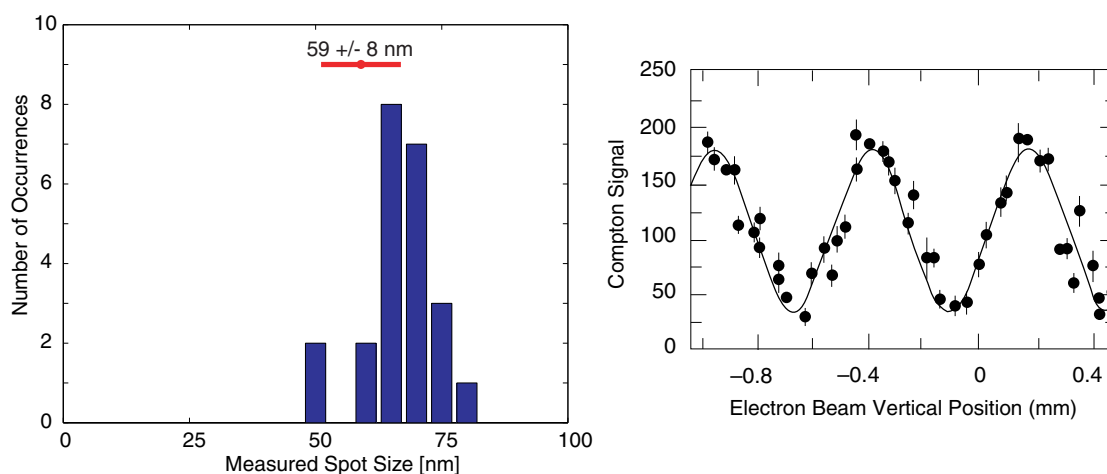 10
8
6
4
2
0
Number of Occurrences
59 +/- 8 nm
0 25 50 75 100
Measured Spot Size [nm]
250
200
150
100
50
0
Compton Signal
–0.8 –0.4 0 0.4
Electron Beam Vertical Position (mm)